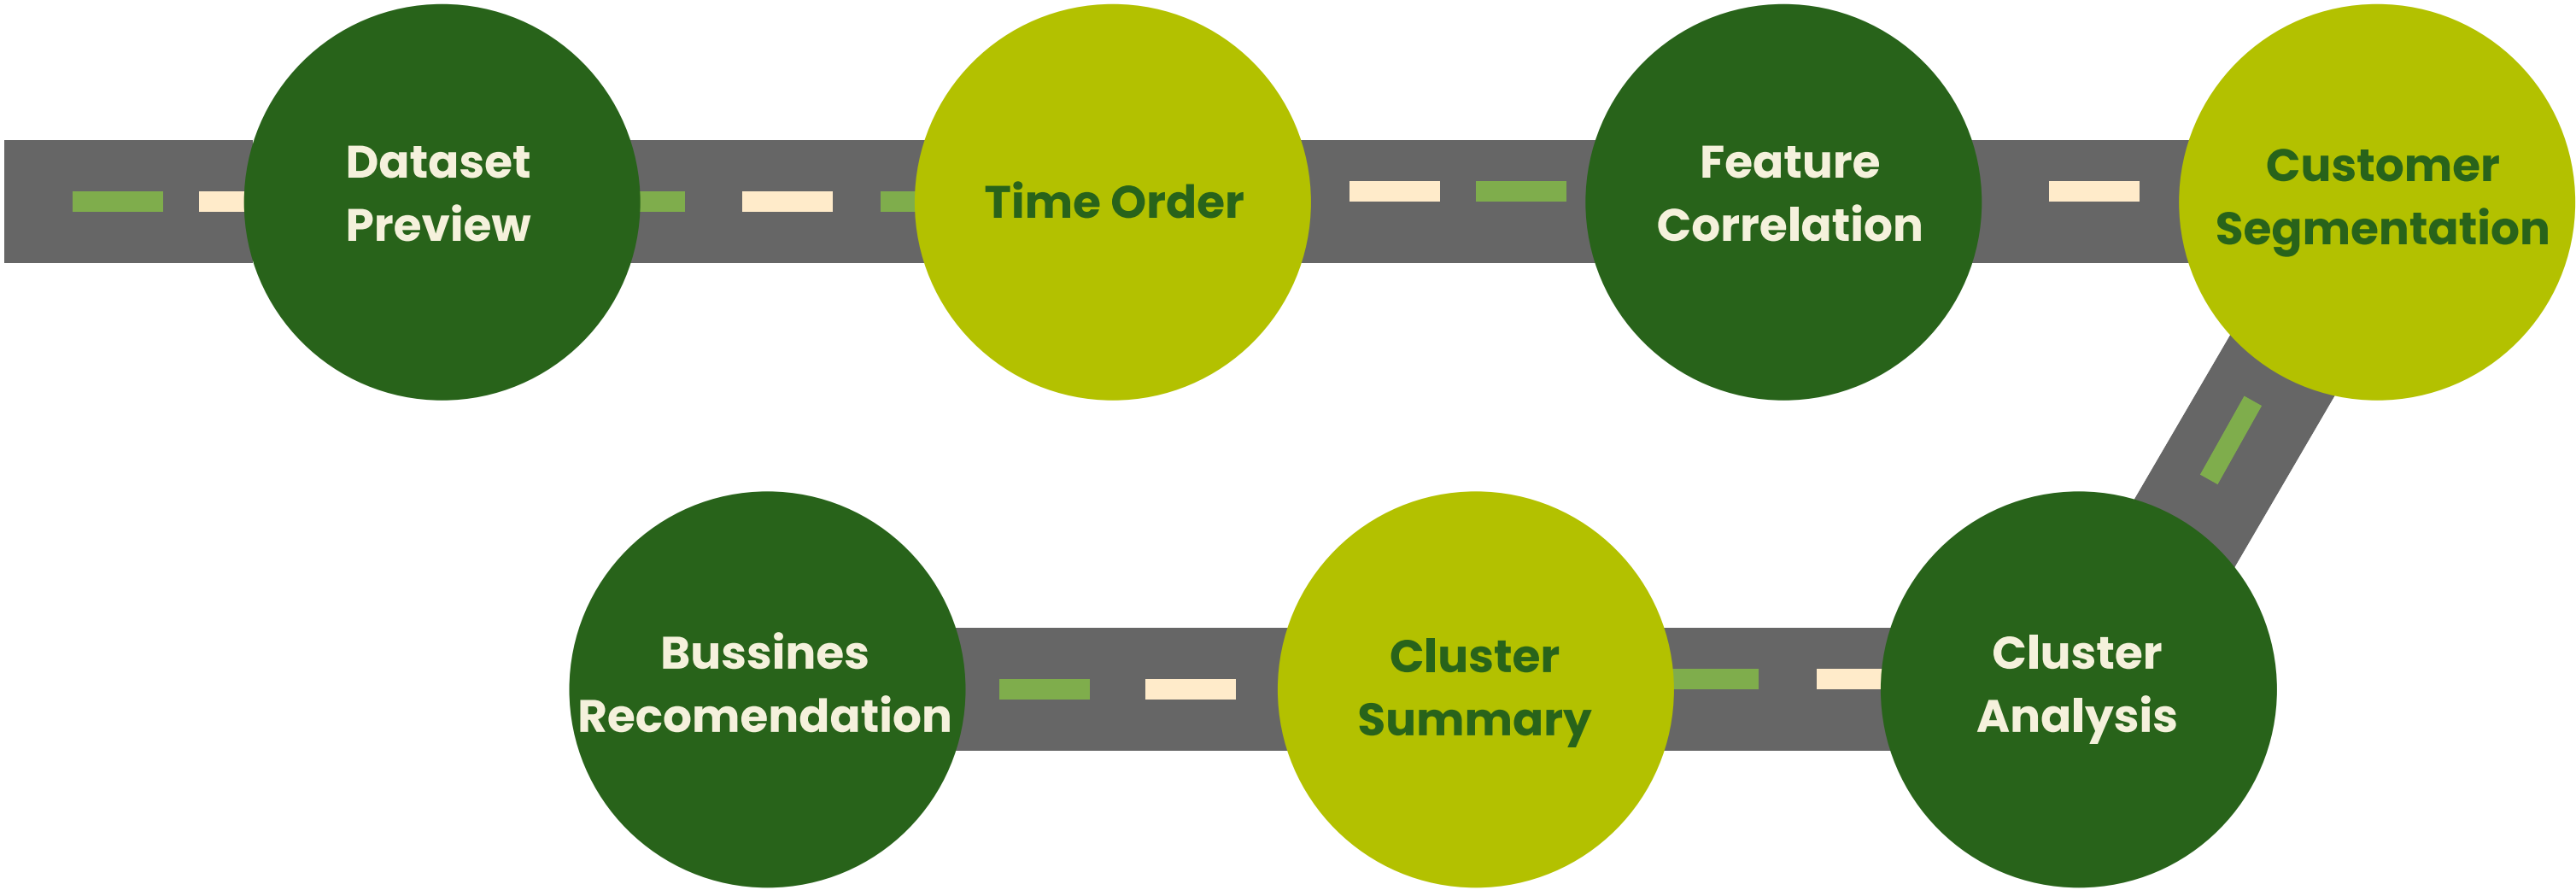 Dataset
Preview
Time Order
Feature
Correlation
Customer
Segmentation
Cluster
Analysis
Cluster
Summary
Bussines
Recomendation